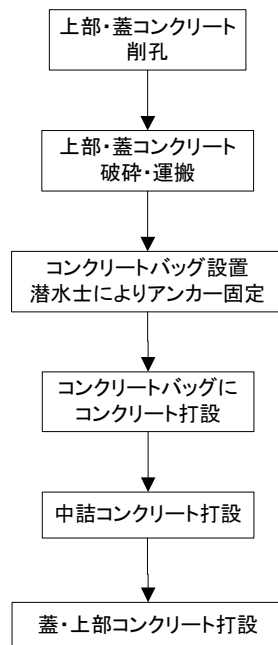 上部・蓋コンクリート
削孔
上部・蓋コンクリート
破砕・運搬
コンクリートバッグ設置
潜水士によりアンカー固定
コンクリートバッグに
コンクリート打設
中詰コンクリート打設
蓋・上部コンクリート打設